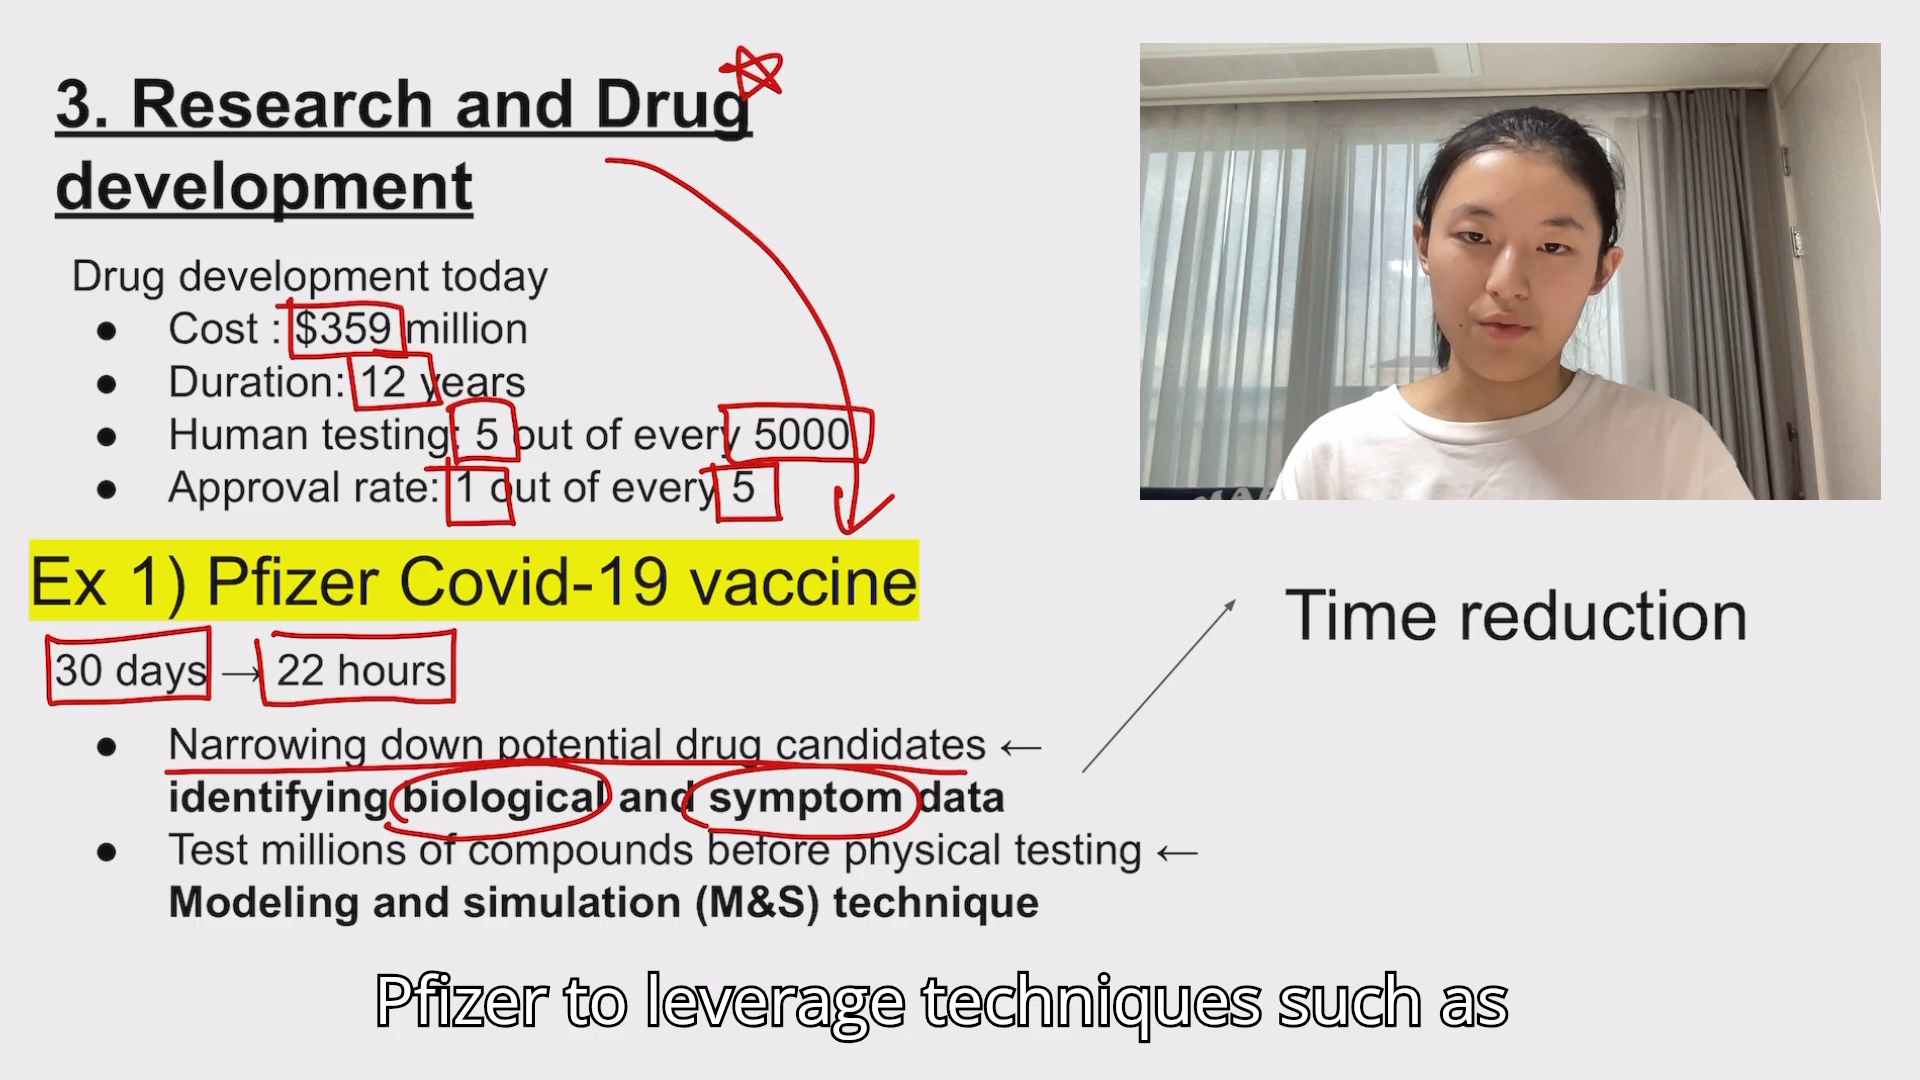 3. Research and Drug
development
Drug development today
● Cost : $359 million
● Duration: 12 years
● Human testing: 5 out of every 5000
● Approval rate: 1 out of every 5
Ex 1) Pfizer Covid-19 vaccine
30 days → 22 hours
Time reduction
● Narrowing down potential drug candidates ←
identifying biological and symptom data
● Test millions of compounds before physical testing ←
Modeling and simulation (M&S) technique
Pfizer to leverage techniques such as